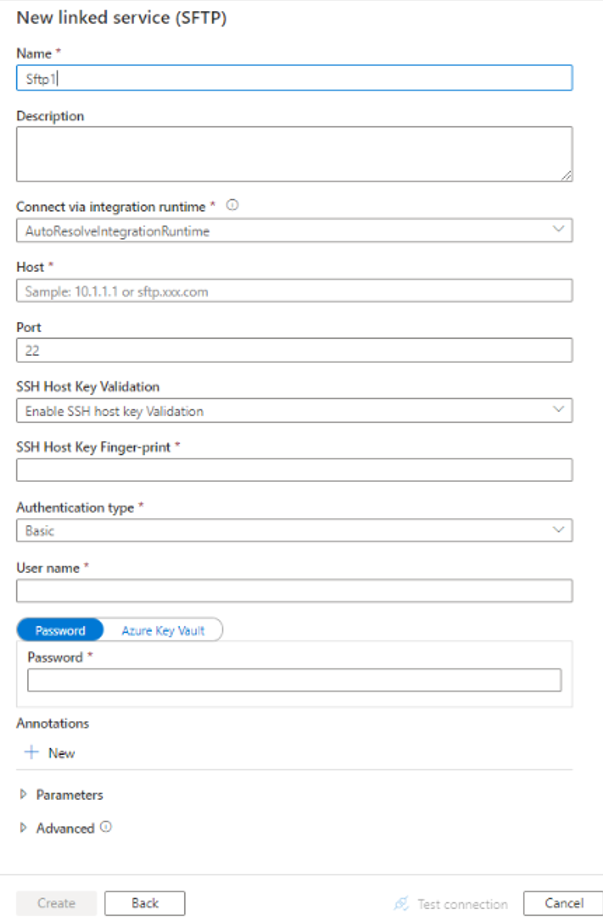 New linked service (SFTP)
Name *
Sftp1
Description
Connect via integration runtime *
AutoResolveIntegrationRuntime
Host *
Sample: 10.1.1.1 or sftp.xxx.com
Port
22
SSH Host Key Validation
Enable SSH host key Validation
SSH Host Key Finger-print *
Authentication type *
Basic
User name *
Password Azure Key Vault
Password *
Annotations
New
Parameters
Advanced
Create Back Test connection Cancel